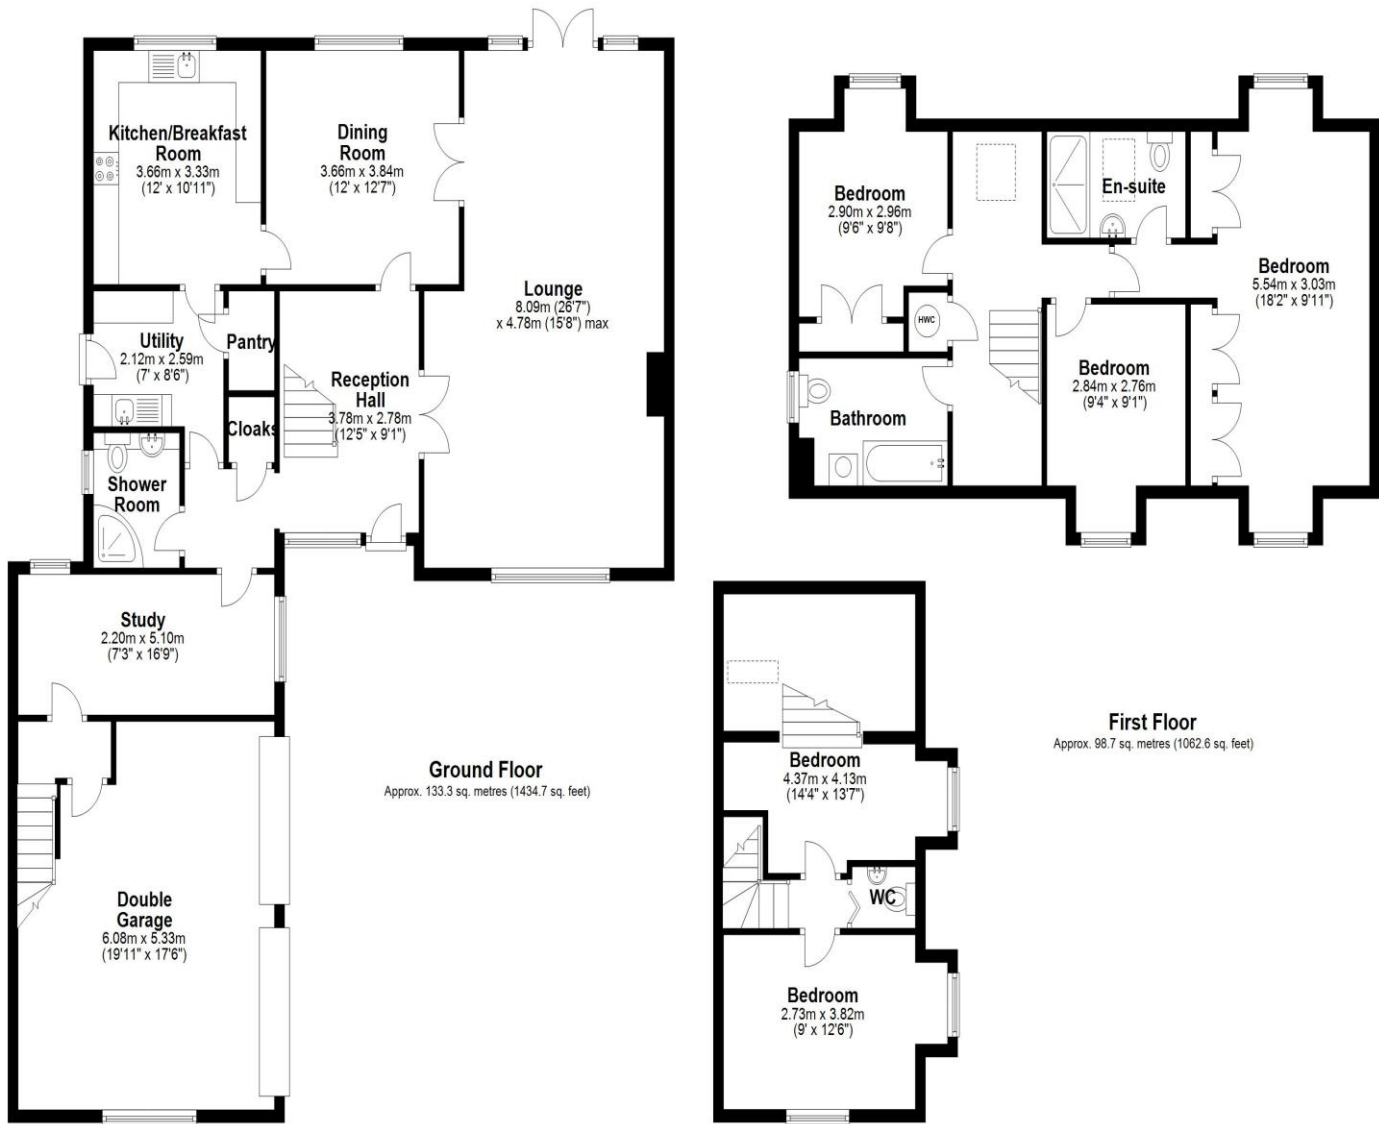 Kitchen/Breakfast
Room
3.66m x 3.33m
(12' x 10'11")
Dining
Room
3.66m x 3.84m
(12' x 12'7")
Lounge
8.09m (26'7")
x 4.78m (15'8") max
Utility
2.12m x 2.59m
(7' x 8'6")
Pantry
Reception
Hall
3.78m x 2.78m
(12'5" x 9'1")
Cloaks
Shower
Room
Study
2.20m x 5.10m
(7'3" x 16'9")
Double
Garage
6.08m x 5.33m
(19'11" x 17'6")
Ground Floor
Approx. 133.3 sq. metres (1434.7 sq. feet)
Bedroom
2.90m x 2.96m
(9'6" x 9'8")
En-suite
Bedroom
5.54m x 3.03m
(18'2" x 9'11")
HWC
Bedroom
2.84m x 2.76m
(9'4" x 9'1")
Bathroom
First Floor
Approx. 98.7 sq. metres (1062.6 sq. feet)
Bedroom
4.37m x 4.13m
(14'4" x 13'7")
WC
Bedroom
2.73m x 3.82m
(9' x 12'6")